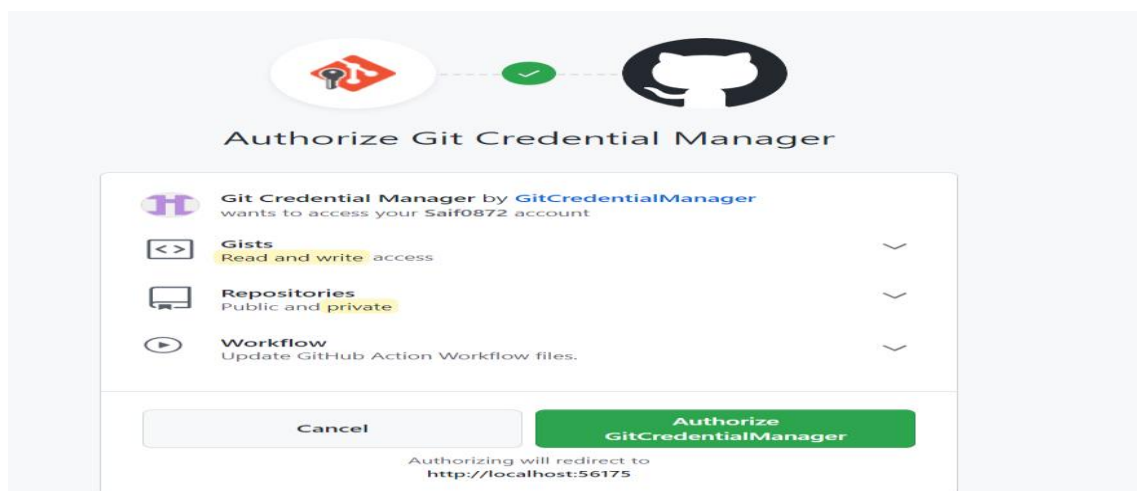 Authorize Git Credential Manager
Git Credential Manager by GitCredentialManager
wants to access your Saif0872 account
Gists
Read and write access
Repositories
Public and private
Workflow
Update GitHub Action Workflow files.
Cancel
Authorize
GitCredentialManager
Authorizing will redirect to
http://localhost:56175